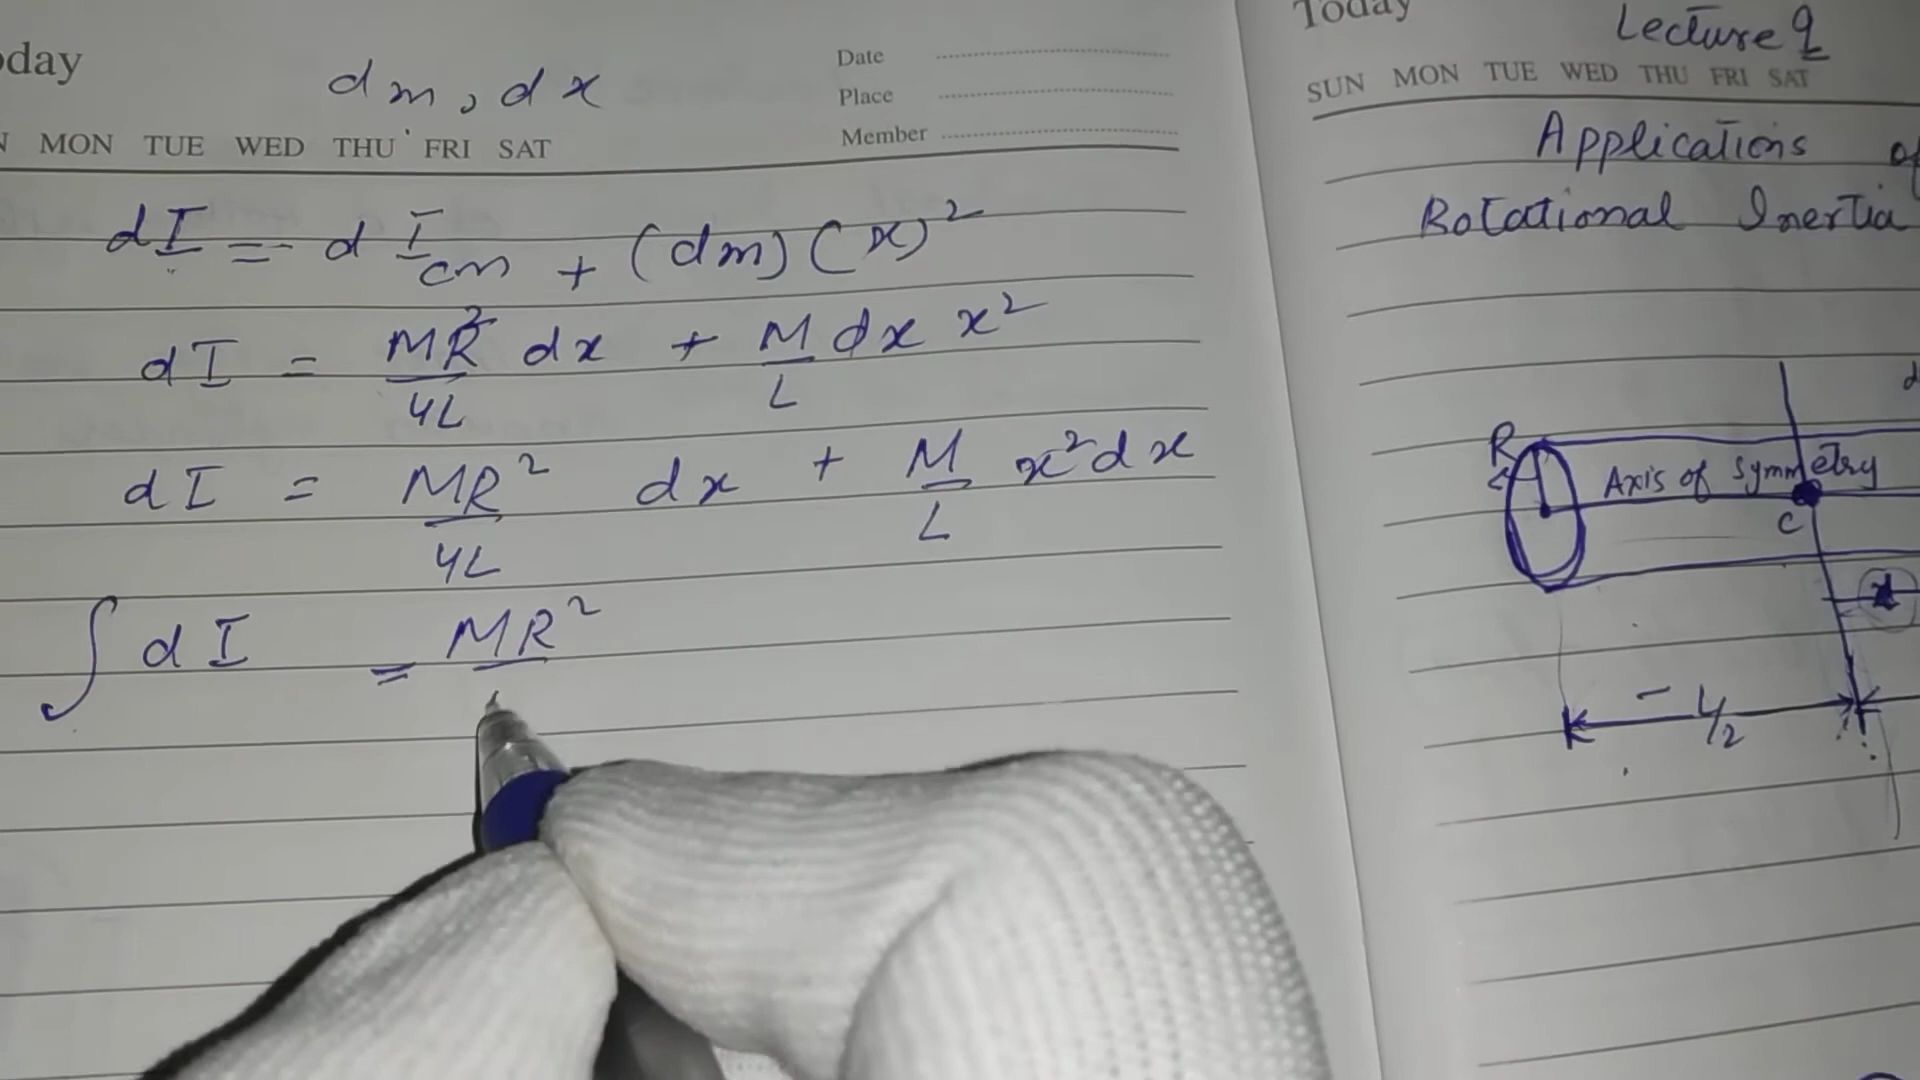 day
dm, dx
Date
Place
Member
MON TUE WED THU FRI SAT
dI = dI_cm + (dm)(x)²
dI = MR²/4L dx + M/L dx x²
dI = MR²/4L dx + M/L x²dx
∫dI = MR²
Today
Lecture 9
SUN MON TUE WED THU FRI SAT
Applications of
Rotational Inertia
d
R
Axis of Symmetry
C
x
- L/2